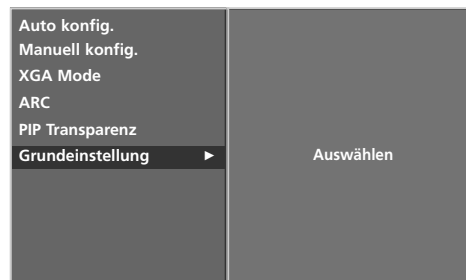 Auto konfig.
Manuell konfig.
XGA Mode
ARC
PIP Transparenz
Grundeinstellung ►
Auswählen